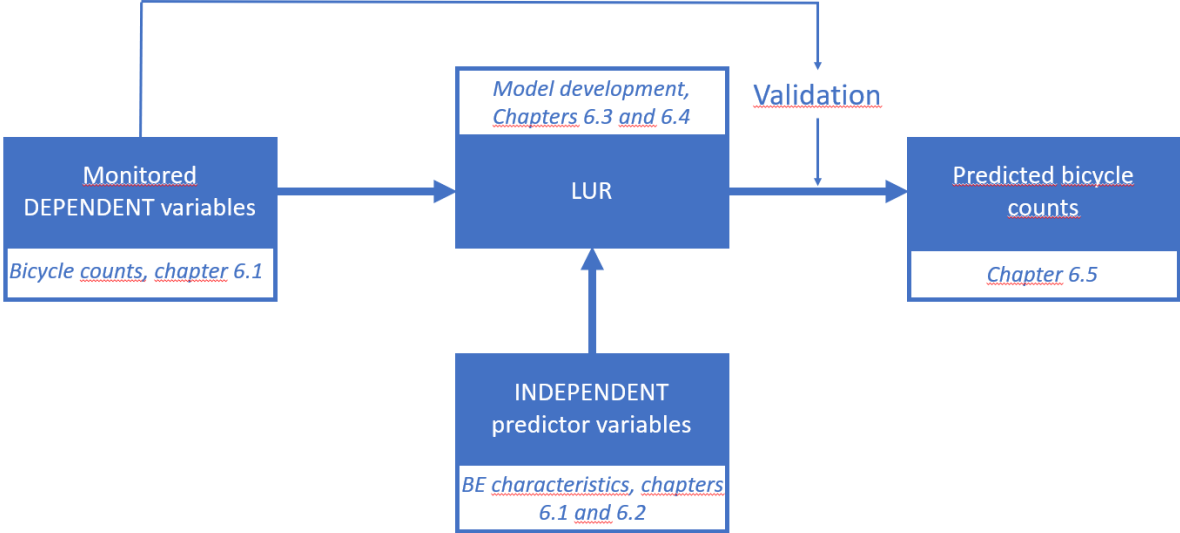 Model development,
Chapters 6.3 and 6.4
Validation
Monitored
DEPENDENT variables
LUR
Predicted bicycle
counts
Bicycle counts, chapter 6.1
Chapter 6.5
INDEPENDENT
predictor variables
BE characteristics, chapters
6.1 and 6.2